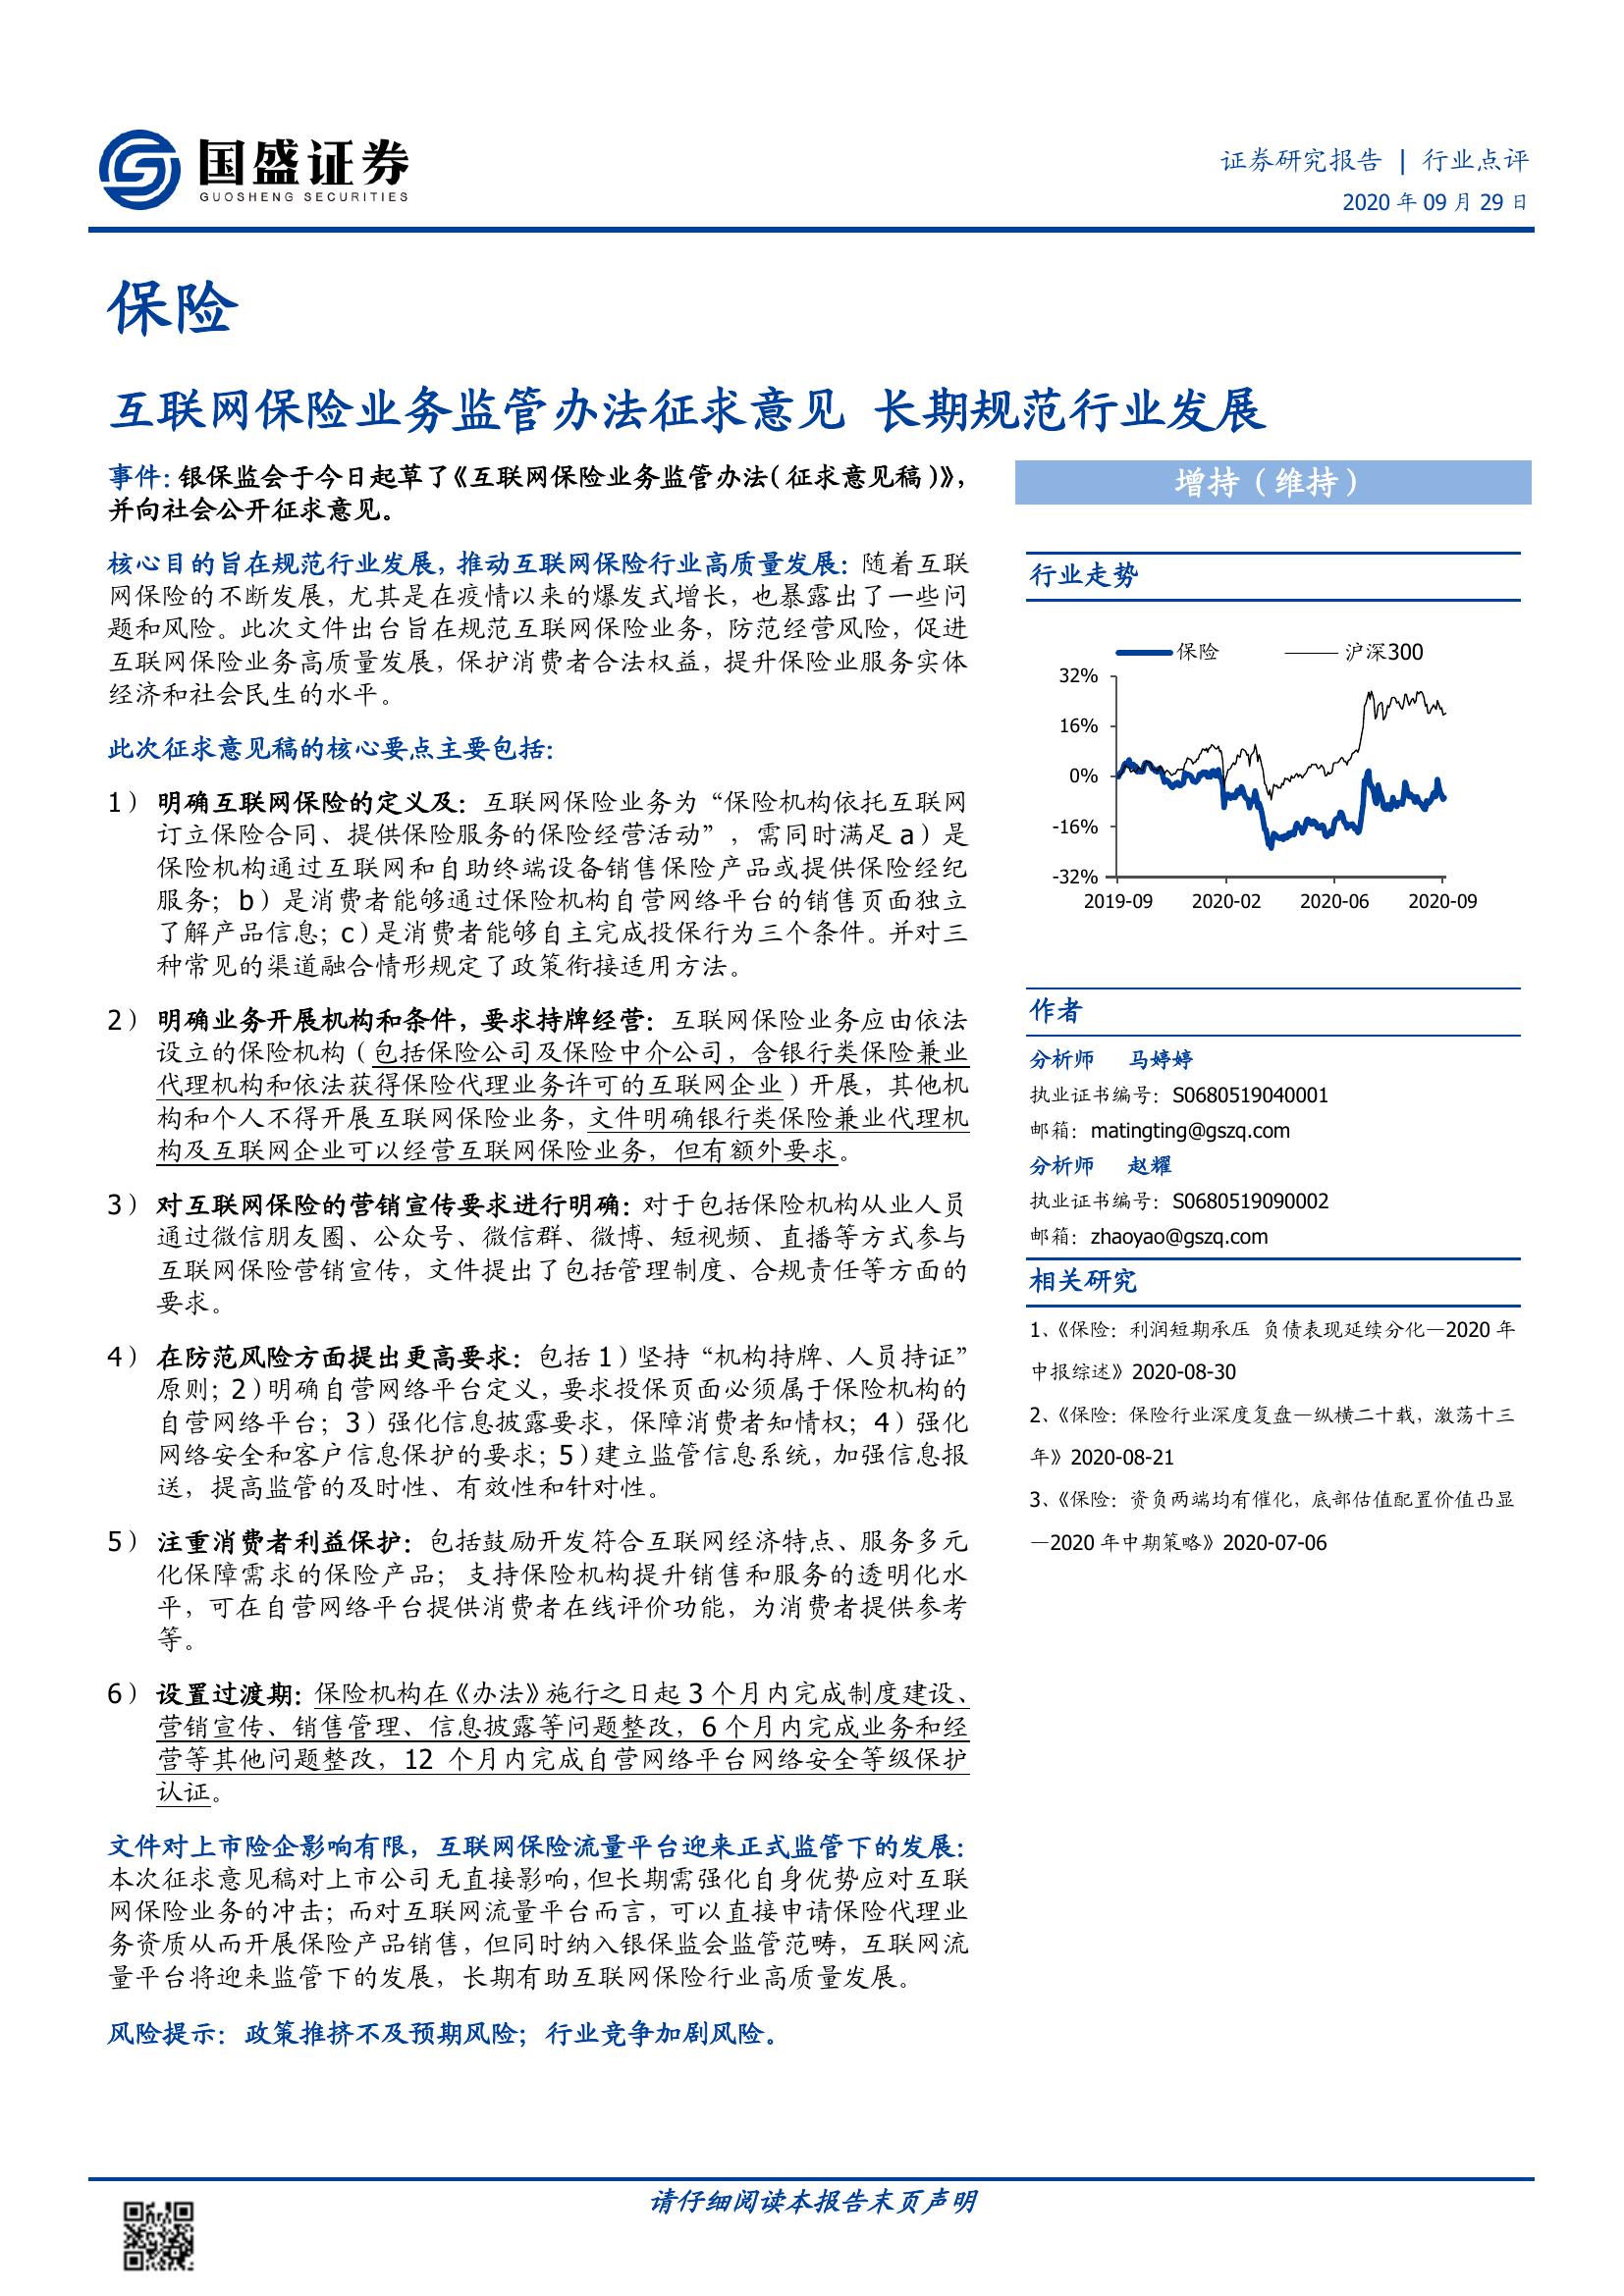 国盛证券
GUOSHENG SECURITIES
证券研究报告 | 行业点评
2020 年 09 月 29 日
保险
互联网保险业务监管办法征求意见 长期规范行业发展
事件：银保监会于今日起草了《互联网保险业务监管办法（征求意见稿）》，
并向社会公开征求意见。
核心目的旨在规范行业发展，推动互联网保险行业高质量发展：随着互联
网保险的不断发展，尤其是在疫情以来的爆发式增长，也暴露出了一些问
题和风险。此次文件出台旨在规范互联网保险业务，防范经营风险，促进
互联网保险业务高质量发展，保护消费者合法权益，提升保险业服务实体
经济和社会民生的水平。
此次征求意见稿的核心要点主要包括：
1） 明确互联网保险的定义及：互联网保险业务为“保险机构依托互联网
订立保险合同、提供保险服务的保险经营活动”，需同时满足 a）是
保险机构通过互联网和自助终端设备销售保险产品或提供保险经纪
服务；b）是消费者能够通过保险机构自营网络平台的销售页面独立
了解产品信息；c）是消费者能够自主完成投保行为三个条件。并对三
种常见的渠道融合情形规定了政策衔接适用方法。
2） 明确业务开展机构和条件，要求持牌经营：互联网保险业务应由依法
设立的保险机构（包括保险公司及保险中介公司，含银行类保险兼业
代理机构和依法获得保险代理业务许可的互联网企业）开展，其他机
构和个人不得开展互联网保险业务，文件明确银行类保险兼业代理机
构及互联网企业可以经营互联网保险业务，但有额外要求。
3） 对互联网保险的营销宣传要求进行明确：对于包括保险机构从业人员
通过微信朋友圈、公众号、微信群、微博、短视频、直播等方式参与
互联网保险营销宣传，文件提出了包括管理制度、合规责任等方面的
要求。
4） 在防范风险方面提出更高要求：包括 1）坚持“机构持牌、人员持证”
原则；2）明确自营网络平台定义，要求投保页面必须属于保险机构的
自营网络平台；3）强化信息披露要求，保障消费者知情权；4）强化
网络安全和客户信息保护的要求；5）建立监管信息系统，加强信息报
送，提高监管的及时性、有效性和针对性。
5） 注重消费者利益保护：包括鼓励开发符合互联网经济特点、服务多元
化保障需求的保险产品；支持保险机构提升销售和服务的透明化水
平，可在自营网络平台提供消费者在线评价功能，为消费者提供参考
等。
6） 设置过渡期：保险机构在《办法》施行之日起 3 个月内完成制度建设、
营销宣传、销售管理、信息披露等问题整改，6 个月内完成业务和经
营等其他问题整改，12 个月内完成自营网络平台网络安全等级保护
认证。
文件对上市险企影响有限，互联网保险流量平台迎来正式监管下的发展：
本次征求意见稿对上市公司无直接影响，但长期需强化自身优势应对互联
网保险业务的冲击；而对互联网流量平台而言，可以直接申请保险代理业
务资质从而开展保险产品销售，但同时纳入银保监会监管范畴，互联网流
量平台将迎来监管下的发展，长期有助互联网保险行业高质量发展。
风险提示：政策推挤不及预期风险；行业竞争加剧风险。
增持（维持）
行业走势
保险 沪深300
32%
16%
0%
-16%
-32%
2019-09 2020-02 2020-06 2020-09
作者
分析师 马婷婷
执业证书编号：S0680519040001
邮箱：matingting@gszq.com
分析师 赵耀
执业证书编号：S0680519090002
邮箱：zhaoyao@gszq.com
相关研究
1、《保险：利润短期承压 负债表现延续分化—2020 年
中报综述》2020-08-30
2、《保险：保险行业深度复盘—纵横二十载，激荡十三
年》2020-08-21
3、《保险：资负两端均有催化，底部估值配置价值凸显
—2020 年中期策略》2020-07-06
请仔细阅读本报告末页声明